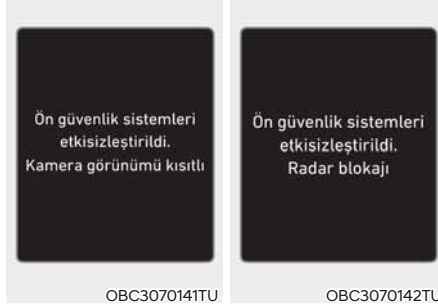 Ön güvenlik sistemleri
etkisizleştirildi.
Kamera görünümü kısıtlı
OBC3070141TU
Ön güvenlik sistemleri
etkisizleştirildi.
Radar blokajı
OBC3070142TU